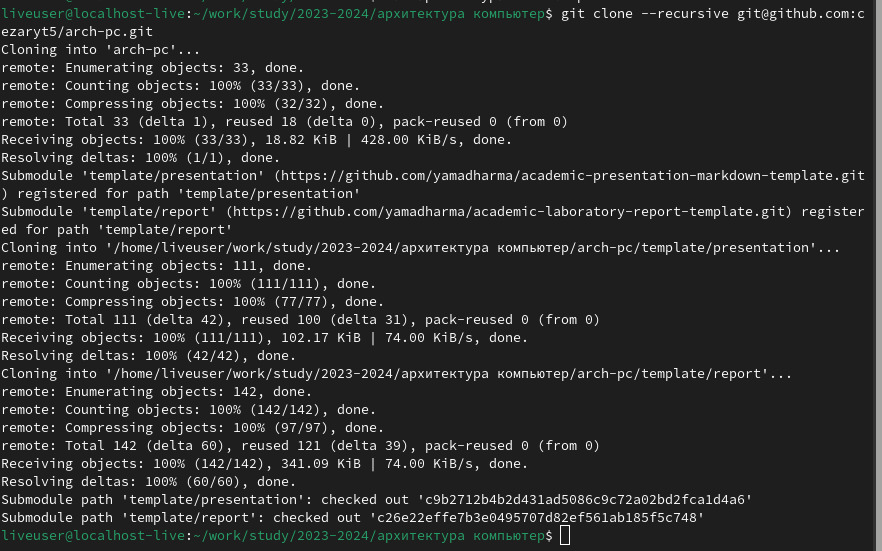 liveuser@localhost-live:~/work/study/2023-2024/архитектура компьютер$ git clone --recursive git@github.com:c
ezaryt5/arch-pc.git
Cloning into 'arch-pc'...
remote: Enumerating objects: 33, done.
remote: Counting objects: 100% (33/33), done.
remote: Compressing objects: 100% (32/32), done.
remote: Total 33 (delta 1), reused 18 (delta 0), pack-reused 0 (from 0)
Receiving objects: 100% (33/33), 18.82 KiB | 428.00 KiB/s, done.
Resolving deltas: 100% (1/1), done.
Submodule 'template/presentation' (https://github.com/yamadharma/academic-presentation-markdown-template.git
) registered for path 'template/presentation'
Submodule 'template/report' (https://github.com/yamadharma/academic-laboratory-report-template.git) register
ed for path 'template/report'
Cloning into '/home/liveuser/work/study/2023-2024/архитектура компьютер/arch-pc/template/presentation'...
remote: Enumerating objects: 111, done.
remote: Counting objects: 100% (111/111), done.
remote: Compressing objects: 100% (77/77), done.
remote: Total 111 (delta 42), reused 100 (delta 31), pack-reused 0 (from 0)
Receiving objects: 100% (111/111), 102.17 KiB | 74.00 KiB/s, done.
Resolving deltas: 100% (42/42), done.
Cloning into '/home/liveuser/work/study/2023-2024/архитектура компьютер/arch-pc/template/report'...
remote: Enumerating objects: 142, done.
remote: Counting objects: 100% (142/142), done.
remote: Compressing objects: 100% (97/97), done.
remote: Total 142 (delta 60), reused 121 (delta 39), pack-reused 0 (from 0)
Receiving objects: 100% (142/142), 341.09 KiB | 74.00 KiB/s, done.
Resolving deltas: 100% (60/60), done.
Submodule path 'template/presentation': checked out 'c9b2712b4b2d431ad5086c9c72a02bd2fca1d4a6'
Submodule path 'template/report': checked out 'c26e22effe7b3e0495707d82ef561ab185f5c748'
liveuser@localhost-live:~/work/study/2023-2024/архитектура компьютер$